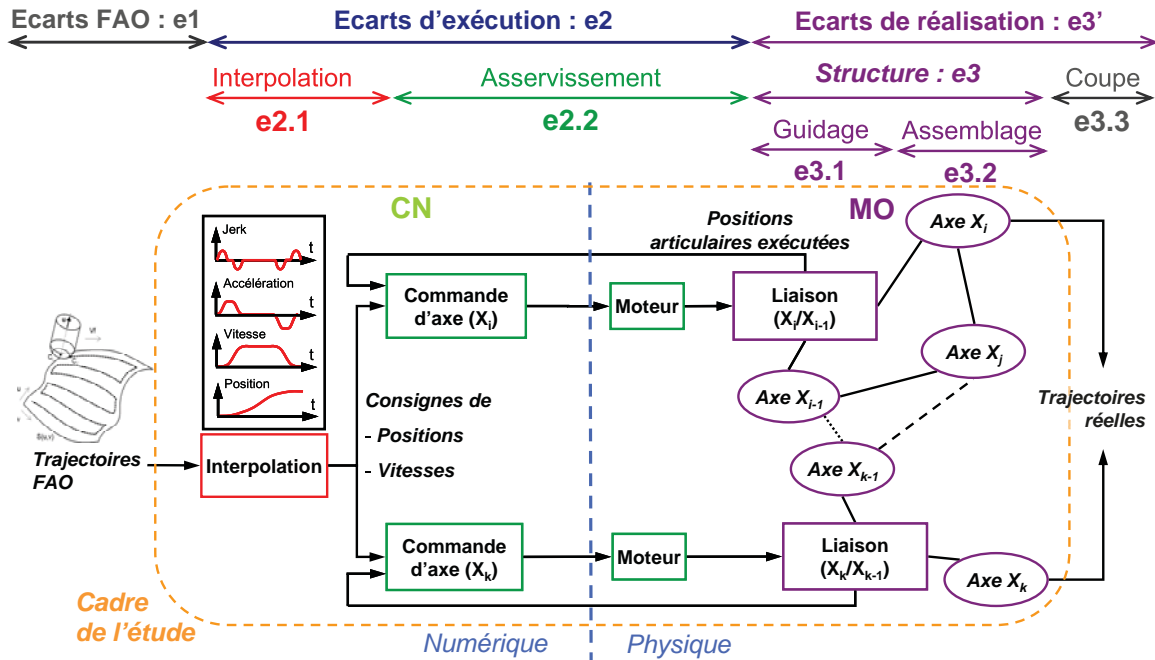 Ecarts FAO : e1
Ecarts d'exécution : e2
Ecarts de réalisation : e3’
Interpolation
e2.1
Asservissement
e2.2
Structure : e3
Coupe
e3.3
Guidage
e3.1
Assemblage
e3.2
CN
MO
Jerk
t
Accélération
t
Vitesse
t
Position
t
Positions
articulaires exécutées
Commande
d'axe (Xi)
Moteur
Liaison
(Xi/Xi-1)
Axe Xi
Axe Xj
Axe Xi-1
Axe Xk-1
Trajectoires
réelles
Consignes de
- Positions
- Vitesses
S(u,v)
Trajectoires
FAO
Interpolation
Commande
d'axe (Xk)
Moteur
Liaison
(Xk/Xk-1)
Axe Xk
Cadre
de l'étude
Numérique
Physique